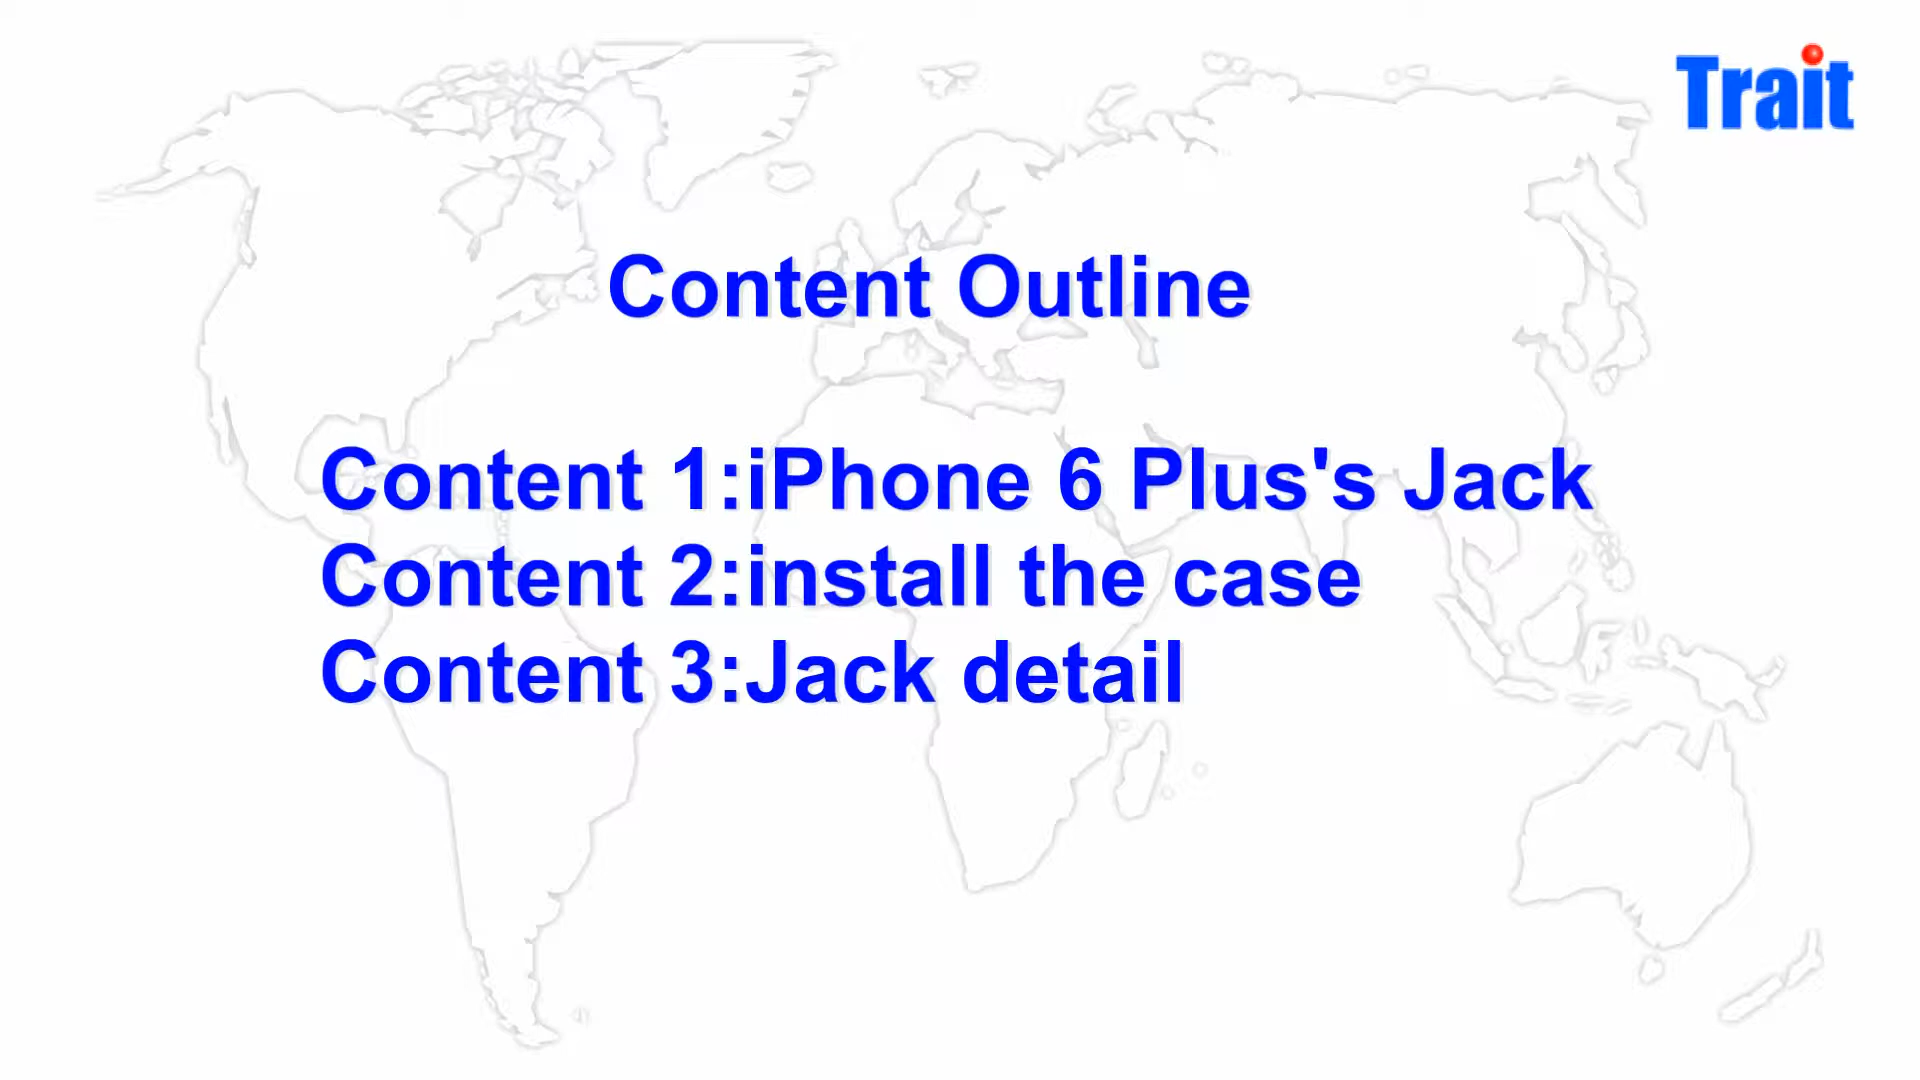 Trait
Content Outline
Content 1:iPhone 6 Plus's Jack
Content 2:install the case
Content 3:Jack detail